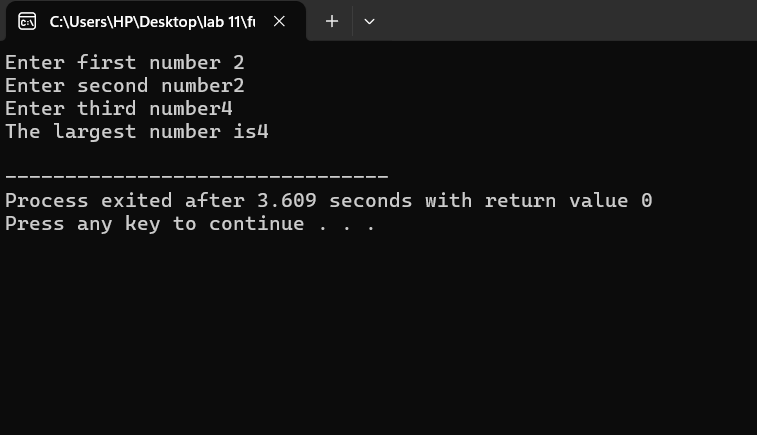 C:\Users\HP\Desktop\lab 11\fu
Enter first number 2
Enter second number2
Enter third number4
The largest number is4
--------------------------------
Process exited after 3.609 seconds with return value 0
Press any key to continue . . .